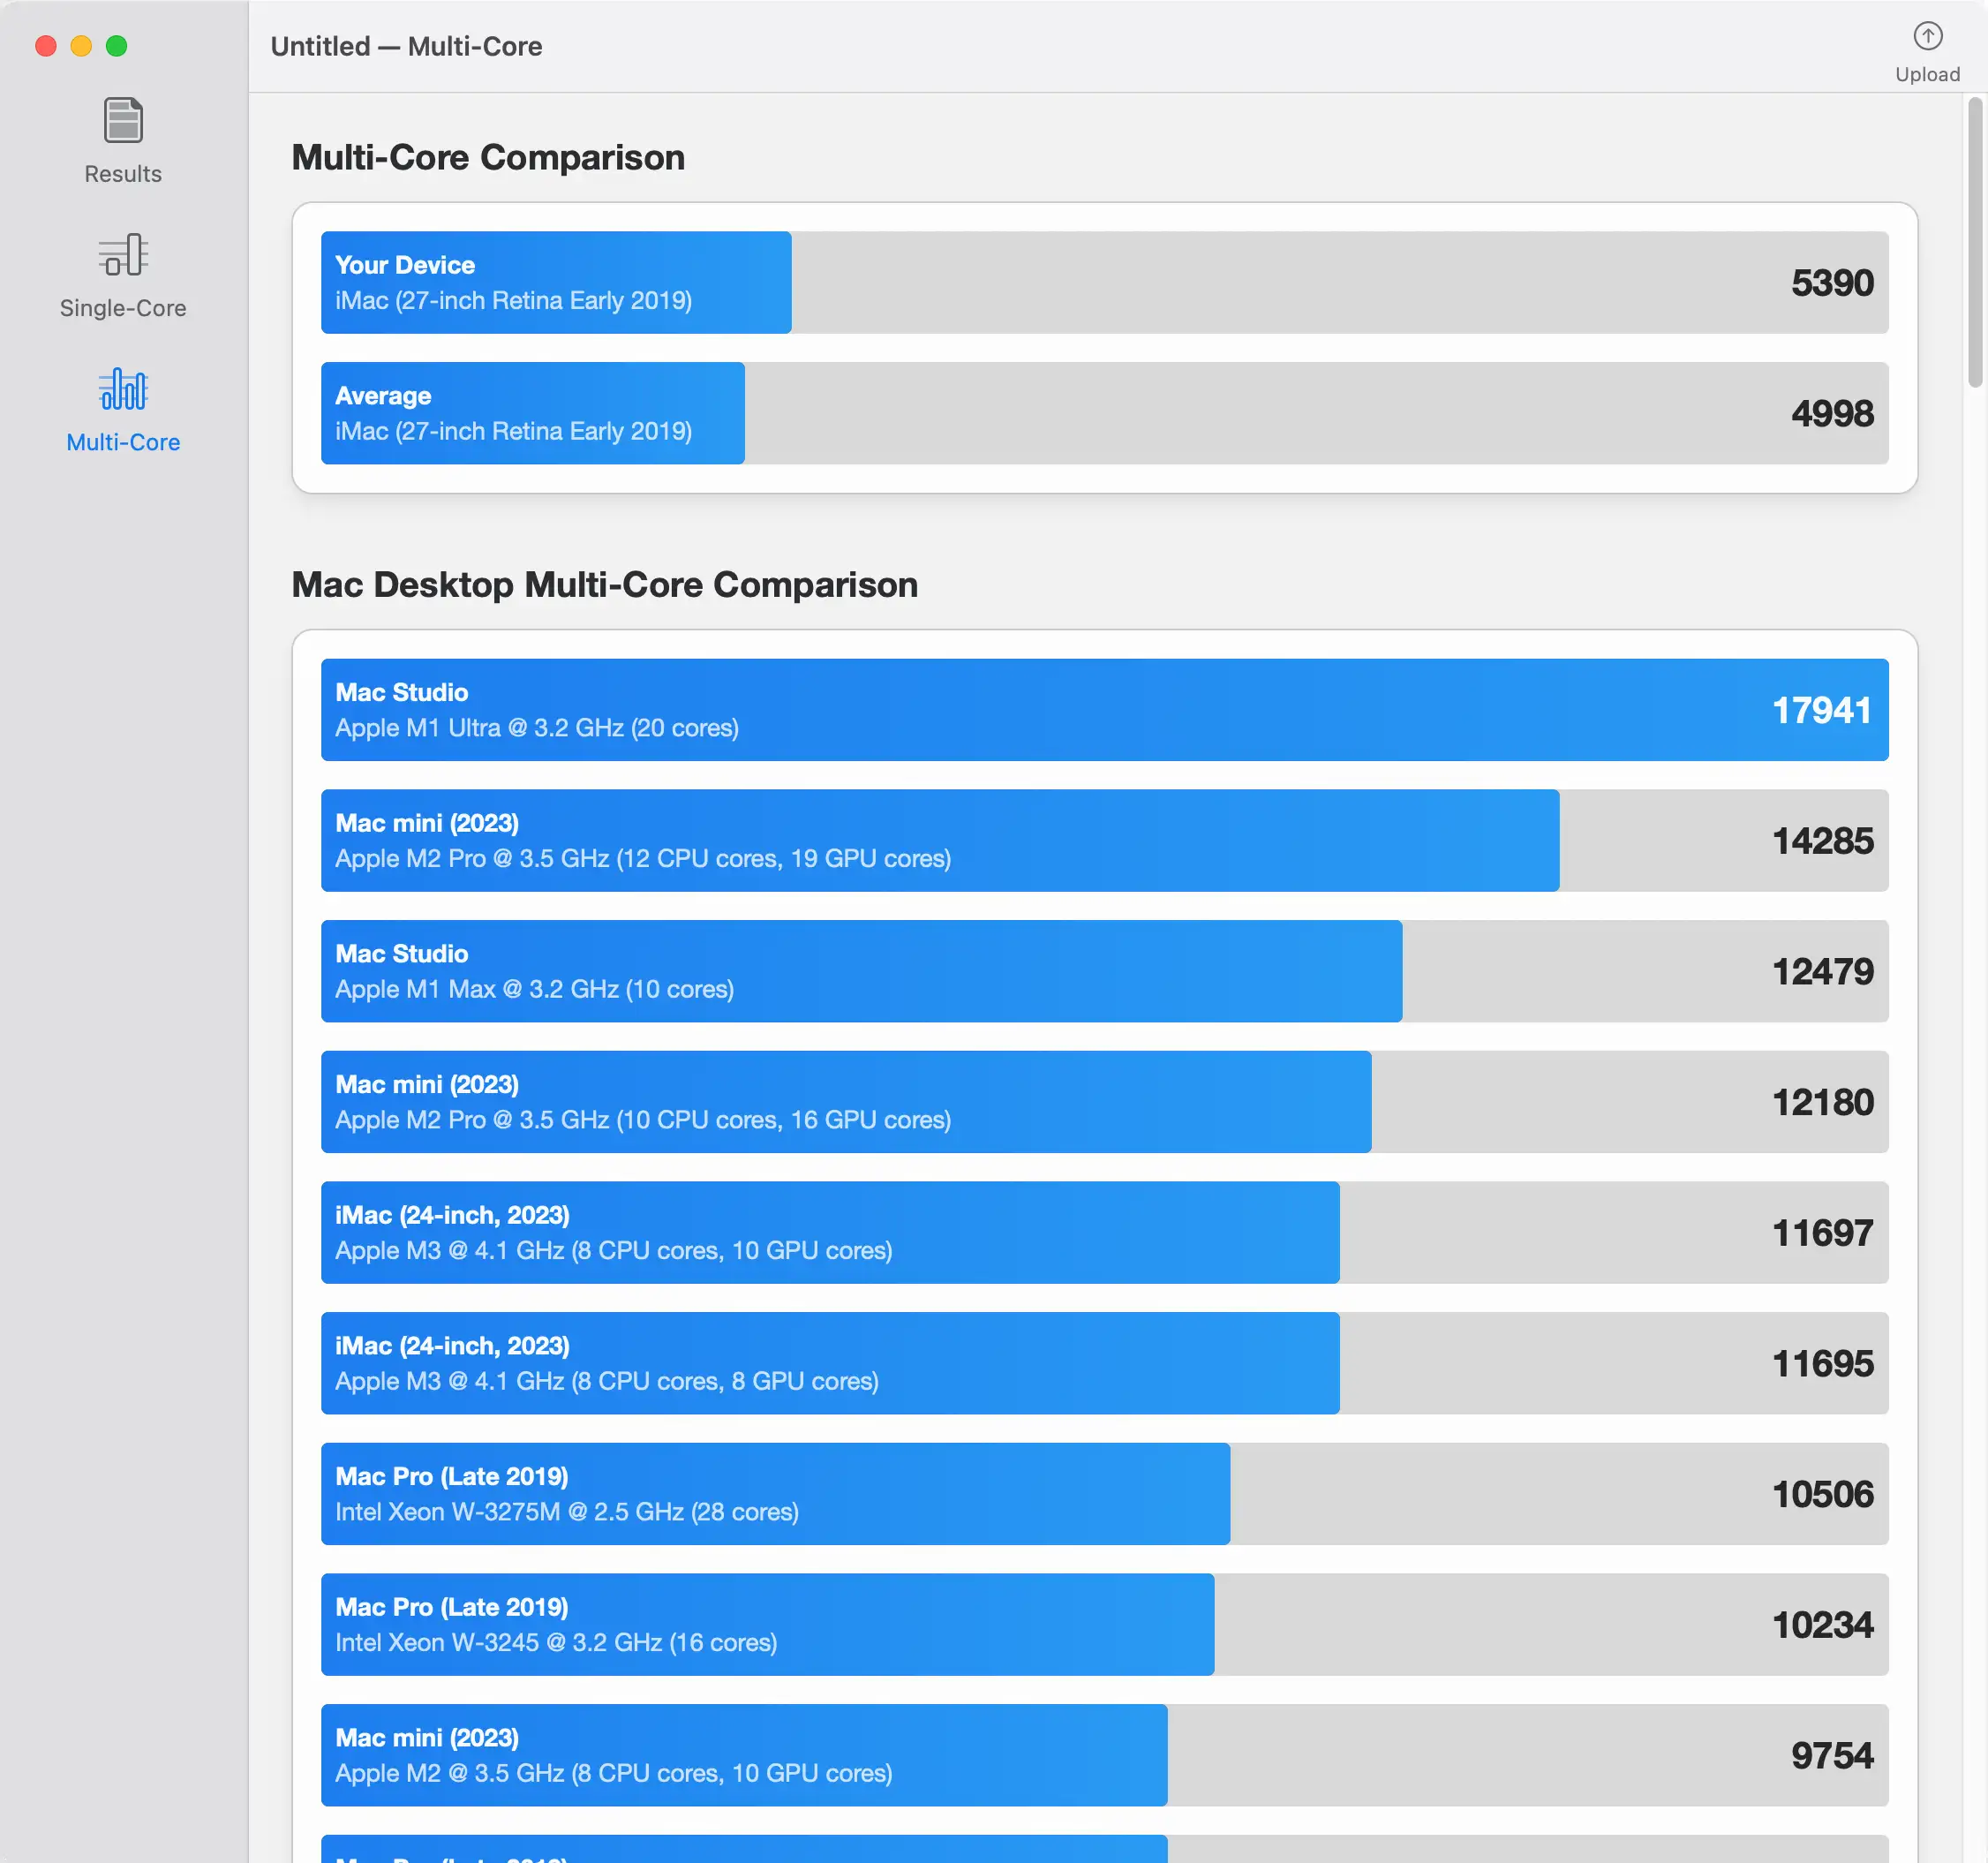 Untitled — Multi-Core
Upload
Results
Single-Core
Multi-Core
Multi-Core Comparison
Your Device
iMac (27-inch Retina Early 2019)
5390
Average
iMac (27-inch Retina Early 2019)
4998
Mac Desktop Multi-Core Comparison
Mac Studio
Apple M1 Ultra @ 3.2 GHz (20 cores)
17941
Mac mini (2023)
Apple M2 Pro @ 3.5 GHz (12 CPU cores, 19 GPU cores)
14285
Mac Studio
Apple M1 Max @ 3.2 GHz (10 cores)
12479
Mac mini (2023)
Apple M2 Pro @ 3.5 GHz (10 CPU cores, 16 GPU cores)
12180
iMac (24-inch, 2023)
Apple M3 @ 4.1 GHz (8 CPU cores, 10 GPU cores)
11697
iMac (24-inch, 2023)
Apple M3 @ 4.1 GHz (8 CPU cores, 8 GPU cores)
11695
Mac Pro (Late 2019)
Intel Xeon W-3275M @ 2.5 GHz (28 cores)
10506
Mac Pro (Late 2019)
Intel Xeon W-3245 @ 3.2 GHz (16 cores)
10234
Mac mini (2023)
Apple M2 @ 3.5 GHz (8 CPU cores, 10 GPU cores)
9754
Mac Pro (Late 2019)